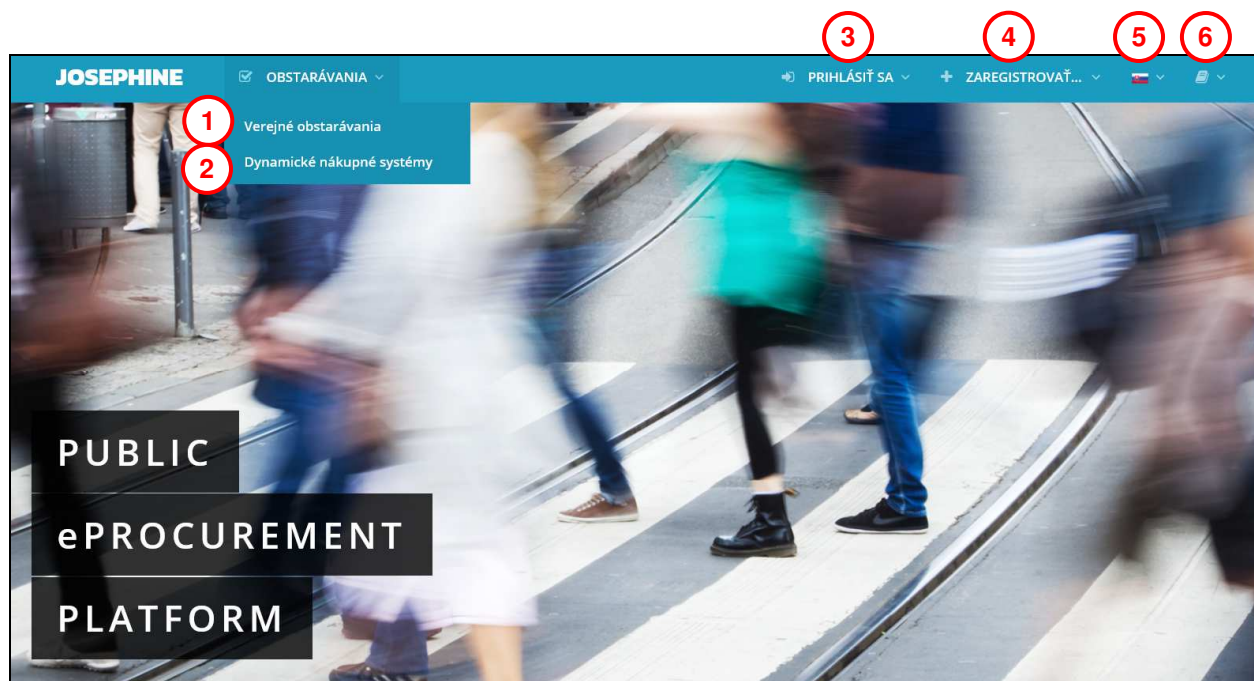 3 4 5 6
JOSEPHINE OBSTARÁVANIA PRIHLÁSIŤ SA ZAREGISTROVAŤ...
1 Verejné obstarávania
2 Dynamické nákupné systémy
PUBLIC
ePROCUREMENT
PLATFORM